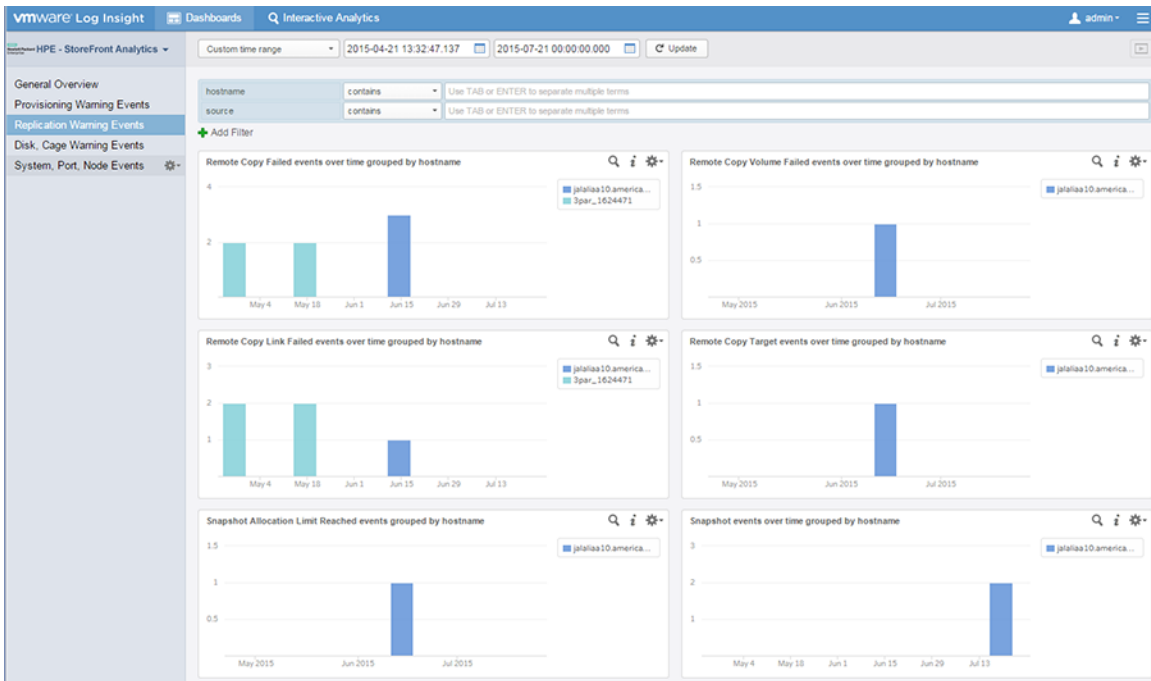 vmware Log Insight Dashboards Interactive Analytics admin
HPE - StoreFront Analytics Custom time range 2015-04-21 13:32:47.137 2015-07-21 00:00:00.000 Update
General Overview
Provisioning Warning Events
Replication Warning Events
Disk, Cage Warning Events
System, Port, Node Events
hostname contains Use TAB or ENTER to separate multiple terms
source contains Use TAB or ENTER to separate multiple terms
Add Filter
Remote Copy Failed events over time grouped by hostname
4
2
May 4 May 18 Jun 1 Jun 15 Jun 29 Jul 13
jalaliaa10.america...
3par_1624471
Remote Copy Volume Failed events over time grouped by hostname
1.5
1
0.5
May 2015 Jun 2015 Jul 2015
jalaliaa10.america...
Remote Copy Link Failed events over time grouped by hostname
3
2
1
May 4 May 18 Jun 1 Jun 15 Jun 29 Jul 13
jalaliaa10.america...
3par_1624471
Remote Copy Target events over time grouped by hostname
1.5
1
0.5
May 2015 Jun 2015 Jul 2015
jalaliaa10.america...
Snapshot Allocation Limit Reached events grouped by hostname
1.5
1
0.5
May 2015 Jun 2015 Jul 2015
jalaliaa10.america...
Snapshot events over time grouped by hostname
3
2
1
May 4 May 18 Jun 1 Jun 15 Jun 29 Jul 13
jalaliaa10.america...